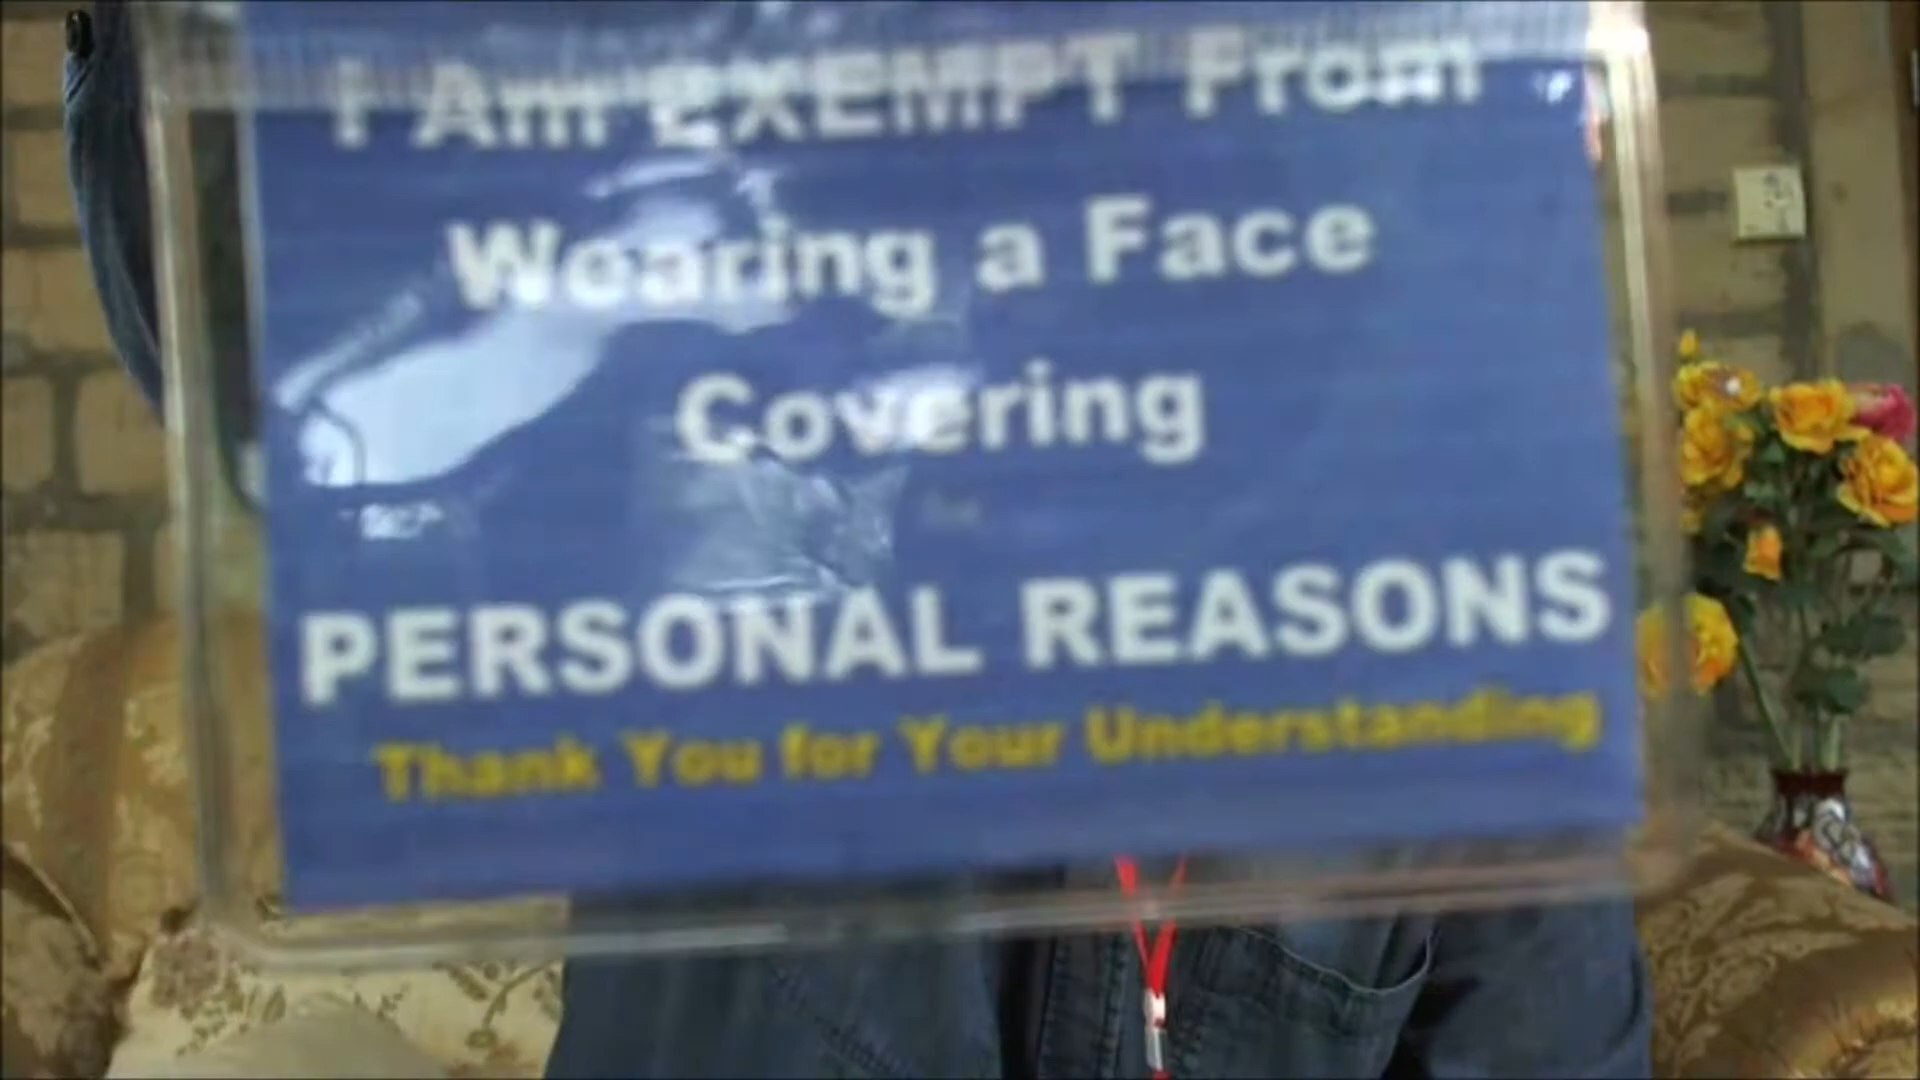 I Am EXEMPT From
Wearing a Face
Covering
PERSONAL REASONS
Thank You for Your Understanding